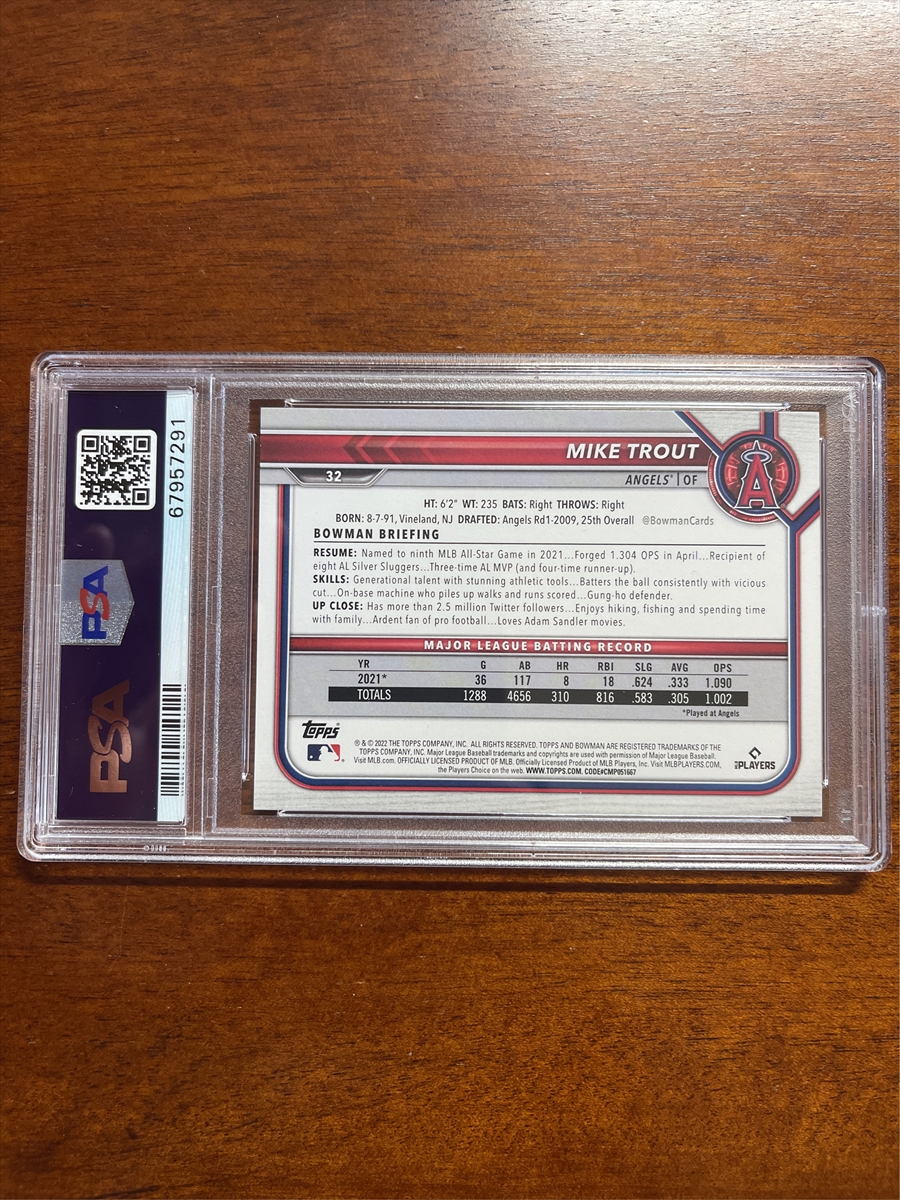 67957291
PSA
PSA
MIKE TROUT
32
ANGELS® | OF
HT: 6'2" WT: 235 BATS: Right THROWS: Right
BORN: 8-7-91, Vineland, NJ DRAFTED: Angels Rd1-2009, 25th Overall @BowmanCards
BOWMAN BRIEFING
RESUME: Named to ninth MLB All-Star Game in 2021...Forged 1.304 OPS in April...Recipient of
eight AL Silver Sluggers...Three-time AL MVP (and four-time runner-up).
SKILLS: Generational talent with stunning athletic tools...Batters the ball consistently with vicious
cut...On-base machine who piles up walks and runs scored...Gung-ho defender.
UP CLOSE: Has more than 2.5 million Twitter followers...Enjoys hiking, fishing and spending time
with family...Ardent fan of pro football...Loves Adam Sandler movies.
MAJOR LEAGUE BATTING RECORD
YR G AB HR RBI SLG AVG OPS
2021* 36 117 8 18 .624 .333 1.090
TOTALS 1288 4656 310 816 .583 .305 1.002
*Played at Angels
Topps
® & © 2022 THE TOPPS COMPANY, INC. ALL RIGHTS RESERVED. TOPPS AND BOWMAN ARE REGISTERED TRADEMARKS OF THE
TOPPS COMPANY, INC. Major League Baseball trademarks and copyrights are used with permission of Major League Baseball.
Visit MLB.com. OFFICIALLY LICENSED PRODUCT OF MLB. Officially Licensed Product of MLB Players, Inc. Visit MLBPLAYERS.COM,
the Players Choice on the web. WWW.TOPPS.COM. CODE#CMP051667
PLAYERS